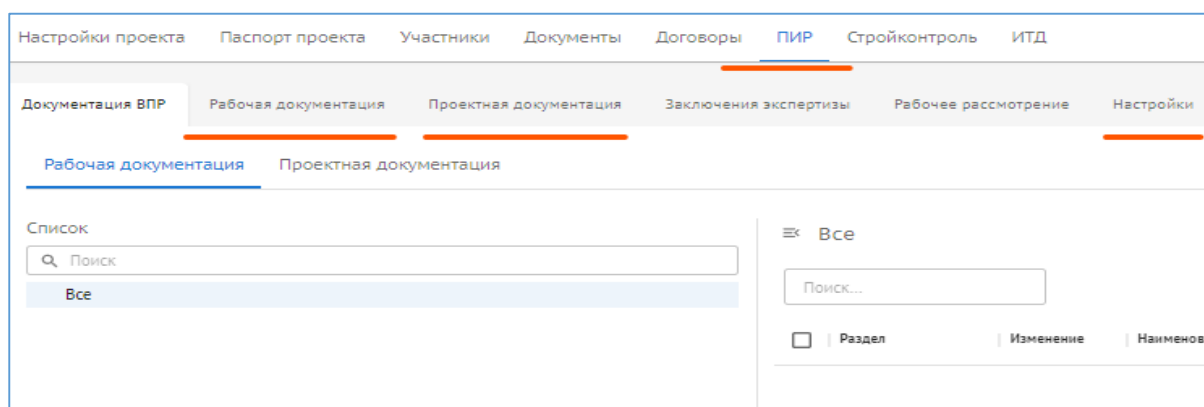 Настройки проекта Паспорт проекта Участники Документы Договоры ПИР Стройконтроль ИТД
Документация ВПР Рабочая документация Проектная документация Заключения экспертизы Рабочее рассмотрение Настройки
Рабочая документация Проектная документация
Список
Поиск
Все
Все
Поиск...
Раздел Изменение Наименов